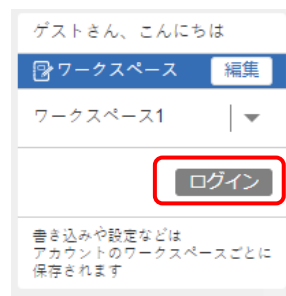 ゲストさん、こんにちは
ワークスペース 編集
ワークスペース1
ログイン
書き込みや設定などは
アカウントのワークスペースごとに
保存されます